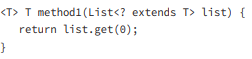 <T> T method1(List<? extends T> list) {
    return list.get(0);
}